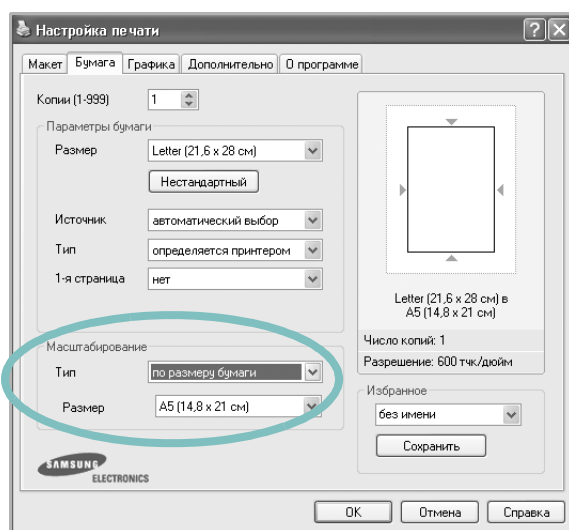 Настройка печати
Макет Бумага Графика Дополнительно О программе
Копии (1-999) 1
Параметры бумаги
Размер Letter (21,6 x 28 см)
Нестандартный
Источник автоматический выбор
Тип определяется принтером
1-я страница нет
Letter (21,6 x 28 см) в
A5 (14,8 x 21 см)
Число копий: 1
Разрешение: 600 тчк/дюйм
Масштабирование
Тип по размеру бумаги
Размер A5 (14,8 x 21 см)
Избранное
без имени
Сохранить
SAMSUNG
ELECTRONICS
OK Отмена Справка